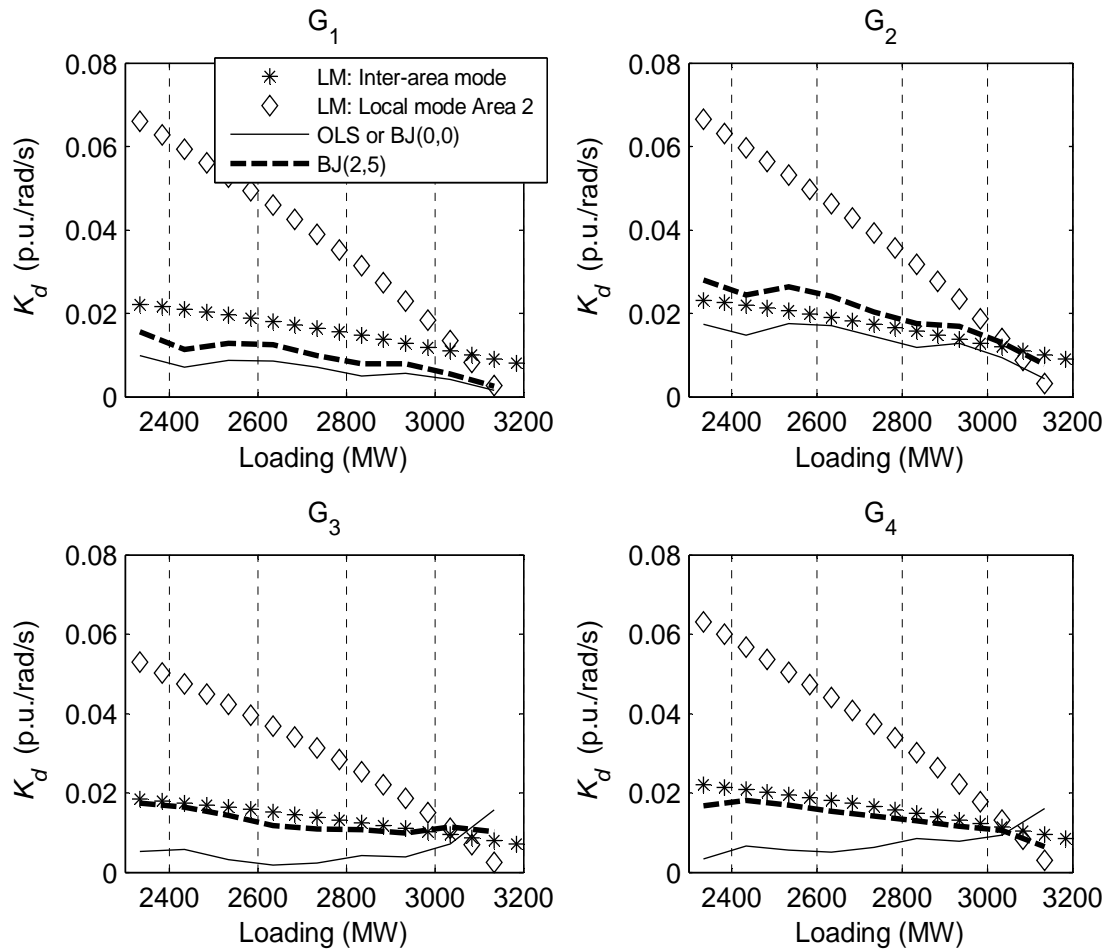 G1
G2
LM: Inter-area mode
LM: Local mode Area 2
OLS or BJ(0,0)
BJ(2,5)
0.08
0.06
0.04
0.02
0
Kd (p.u./rad/s)
2400 2600 2800 3000 3200
Loading (MW)
0.08
0.06
0.04
0.02
0
Kd (p.u./rad/s)
2400 2600 2800 3000 3200
Loading (MW)
G3
G4
0.08
0.06
0.04
0.02
0
Kd (p.u./rad/s)
2400 2600 2800 3000 3200
Loading (MW)
0.08
0.06
0.04
0.02
0
Kd (p.u./rad/s)
2400 2600 2800 3000 3200
Loading (MW)